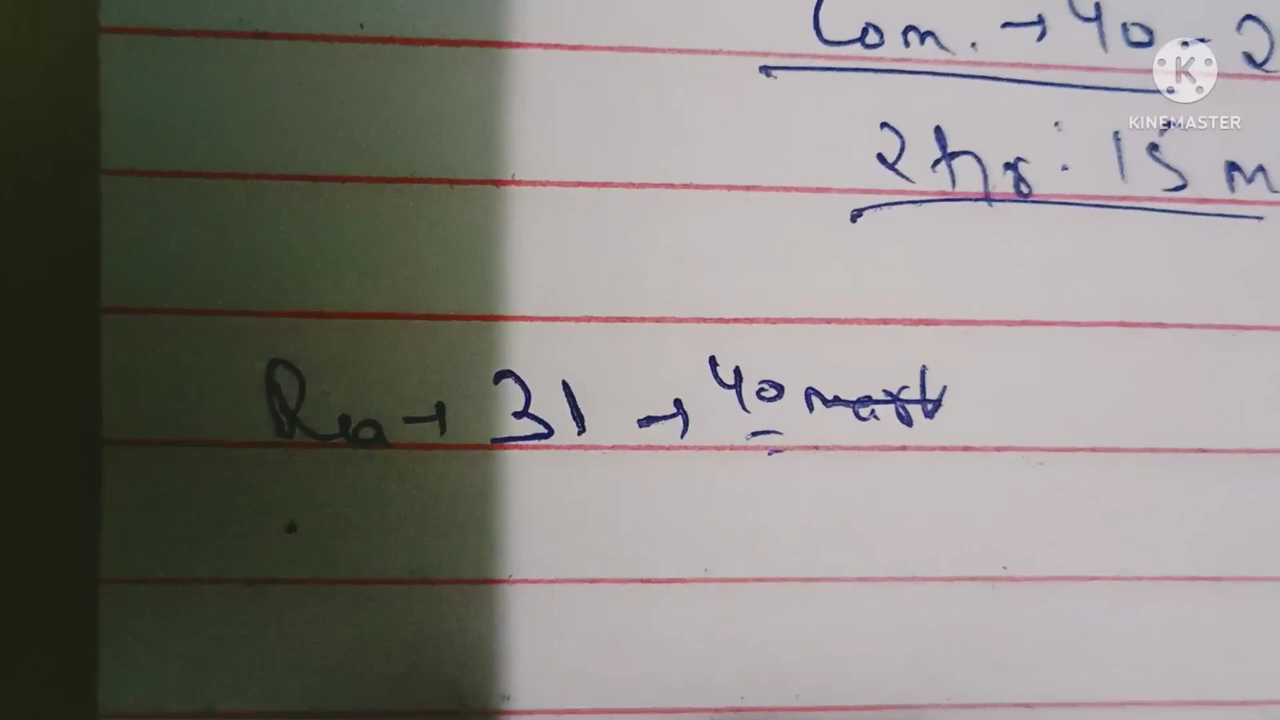 Com. → 40 - 2
KINEMASTER
2 hr. 15 m
Rea → 31 → 40 mark